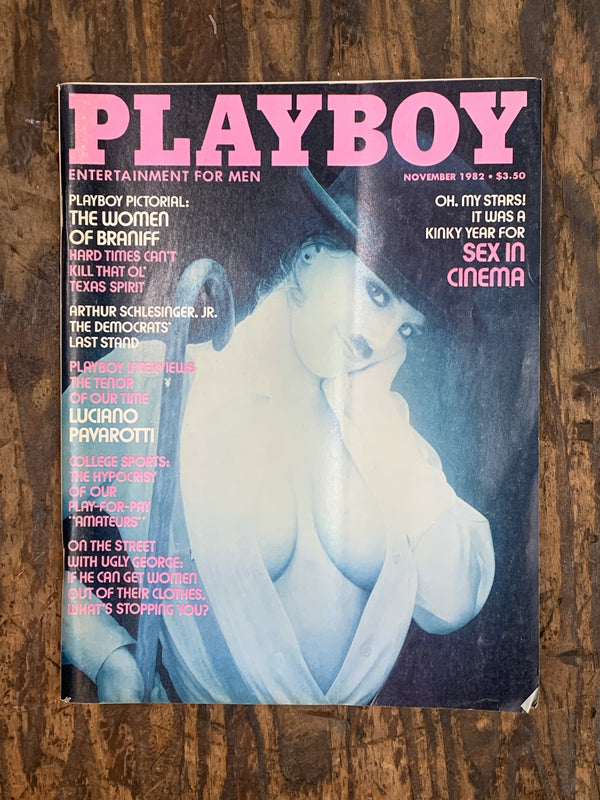 PLAYBOY
ENTERTAINMENT FOR MEN
NOVEMBER 1982 • $3.50
PLAYBOY PICTORIAL:
THE WOMEN
OF BRANIFF
HARD TIMES CAN'T
KILL THAT OL'
TEXAS SPIRIT
ARTHUR SCHLESINGER, JR.
THE DEMOCRATS'
LAST STAND
PLAYBOY INTERVIEWS
THE TENOR
OF OUR TIME
LUCIANO
PAVAROTTI
COLLEGE SPORTS:
THE HYPOCRISY
OF OUR
PLAY-FOR-PAY
"AMATEURS"
ON THE STREET
WITH UGLY GEORGE:
IF HE CAN GET WOMEN
OUT OF THEIR CLOTHES,
WHAT'S STOPPING YOU?
OH, MY STARS!
IT WAS A
KINKY YEAR FOR
SEX IN
CINEMA